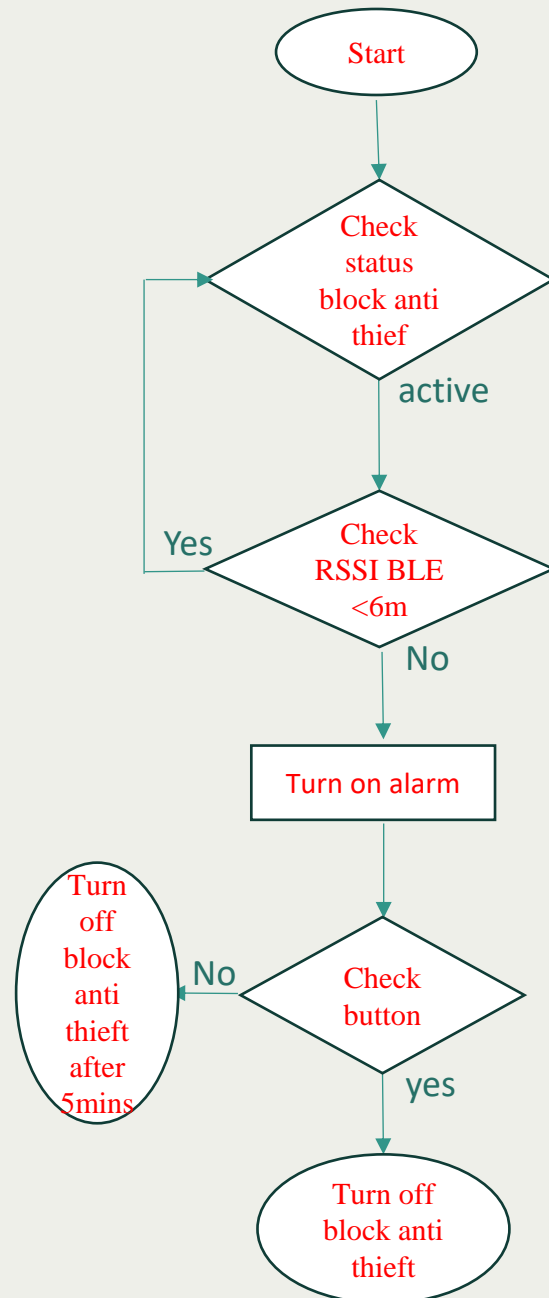 Start
Check
status
block anti
thief
active
Yes
Check
RSSI BLE
<6m
No
Turn on alarm
Turn
off
block
anti
thieft
after
5mins
No
Check
button
yes
Turn off
block anti
thieft